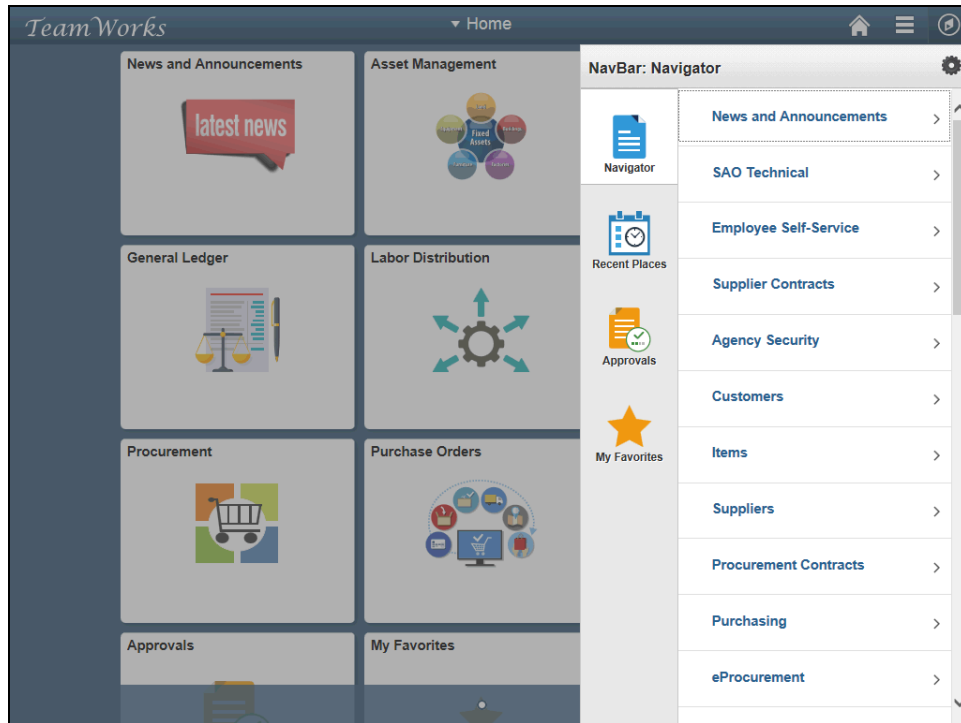 TeamWorks
Home
News and Announcements
latest news
Asset Management
Fixed
Assets
General Ledger
Labor Distribution
Procurement
Purchase Orders
Approvals
My Favorites
NavBar: Navigator
Navigator
Recent Places
Approvals
My Favorites
News and Announcements
SAO Technical
Employee Self-Service
Supplier Contracts
Agency Security
Customers
Items
Suppliers
Procurement Contracts
Purchasing
eProcurement